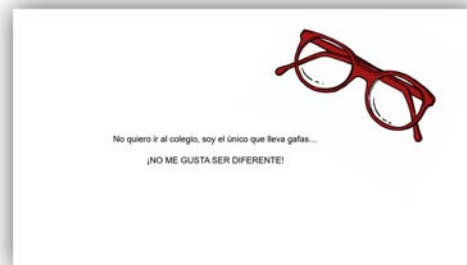 No quiero ir al colegio, soy el único que lleva gafas...
¡NO ME GUSTA SER DIFERENTE!